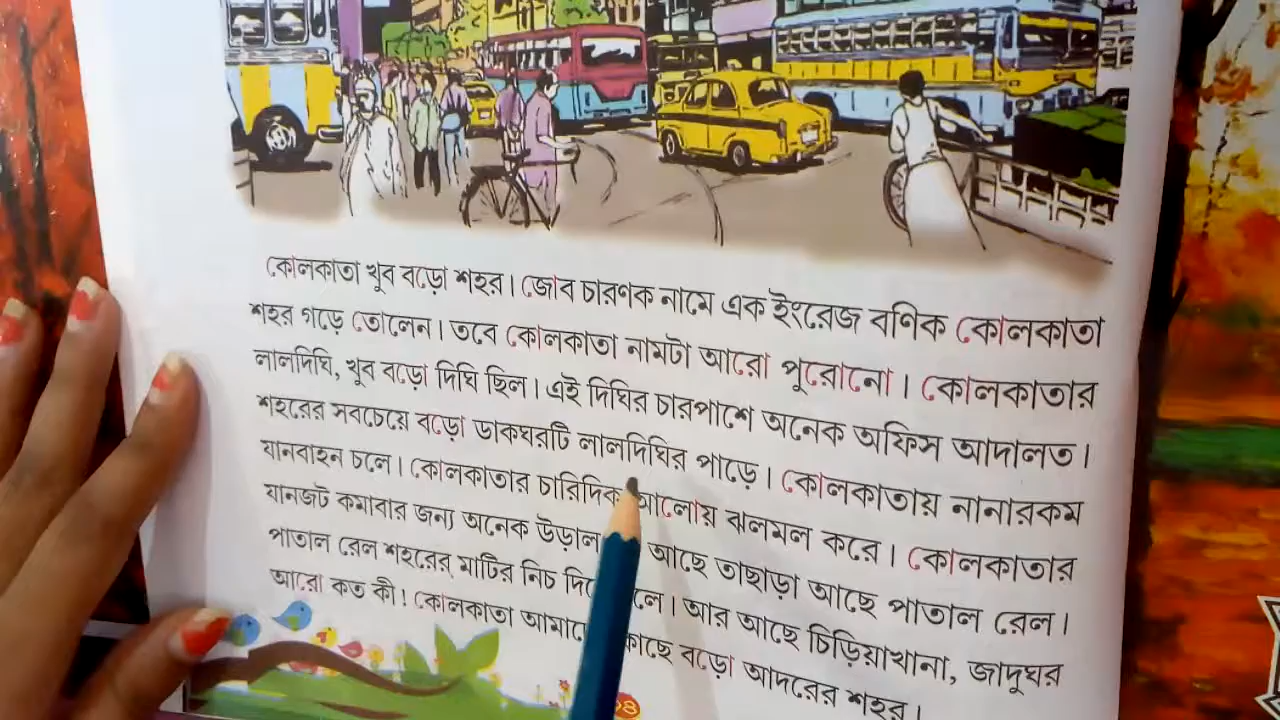 কোলকাতা খুব বড়ো শহর। জোব চারণক নামে এক ইংরেজ বণিক কোলকাতা
শহর গড়ে তোলেন। তবে কোলকাতা নামটা আরো পুরোনো। কোলকাতার
লালদিঘি, খুব বড়ো দিঘি ছিল। এই দিঘির চারপাশে অনেক অফিস আদালত।
শহরের সবচেয়ে বড়ো ডাকঘরটি লালদিঘির পাড়ে। কোলকাতায় নানারকম
যানবাহন চলে। কোলকাতার চারিদিক আলোয় ঝলমল করে। কোলকাতার
যানজট কমাবার জন্য অনেক উড়াল আছে তাছাড়া আছে পাতাল রেল।
পাতাল রেল শহরের মাটির নিচ দিয়ে চলে। আর আছে চিড়িয়াখানা, জাদুঘর
আরো কত কী! কোলকাতা আমাদের কাছে বড়ো আদরের শহর।